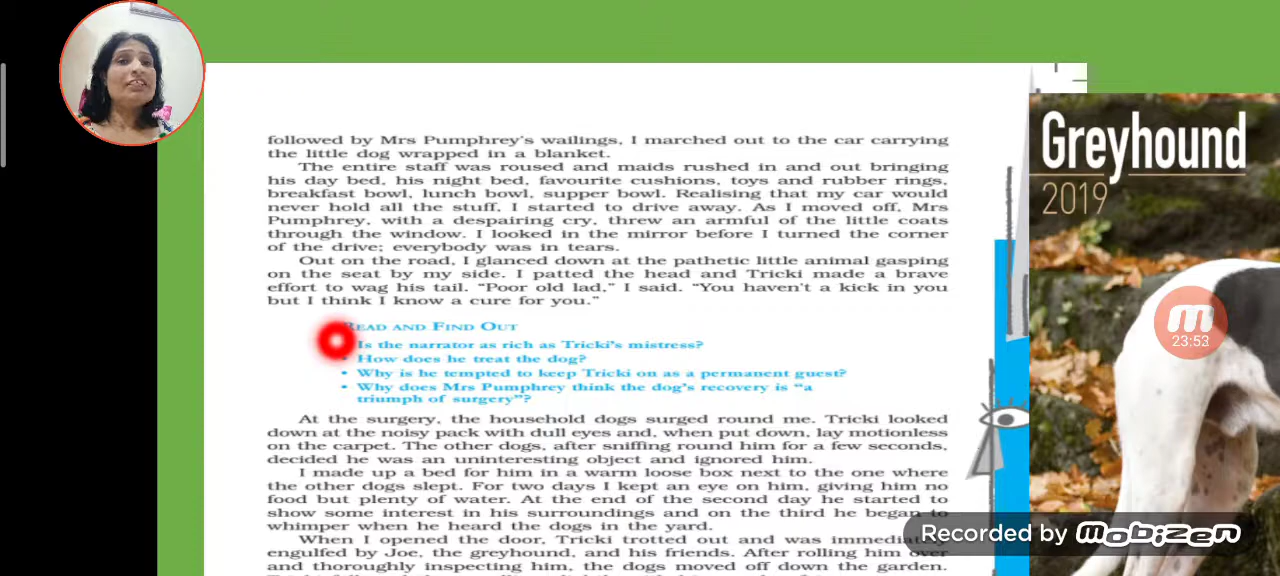 followed by Mrs Pumphrey's wailings, I marched out to the car carrying
the little dog wrapped in a blanket.
The entire staff was roused and maids rushed in and out bringing
his day bed, his night bed, favourite cushions, toys and rubber rings,
breakfast bowl, lunch bowl, supper bowl. Realising that my car would
never hold all the stuff, I started to drive away. As I moved off, Mrs
Pumphrey, with a despairing cry, threw an armful of the little coats
through the window. I looked in the mirror before I turned the corner
of the drive; everybody was in tears.
Out on the road, I glanced down at the pathetic little animal gasping
on the seat by my side. I patted the head and Tricki made a brave
effort to wag his tail. “Poor old lad,” I said. “You haven't a kick in you
but I think I know a cure for you.”
READ AND FIND OUT
Is the narrator as rich as Tricki's mistress?
• How does he treat the dog?
• Why is he tempted to keep Tricki on as a permanent guest?
• Why does Mrs Pumphrey think the dog's recovery is “a
triumph of surgery”?
At the surgery, the household dogs surged round me. Tricki looked
down at the noisy pack with dull eyes and, when put down, lay motionless
on the carpet. The other dogs, after sniffing round him for a few seconds,
decided he was an uninteresting object and ignored him.
I made up a bed for him in a warm loose box next to the one where
the other dogs slept. For two days I kept an eye on him, giving him no
food but plenty of water. At the end of the second day he started to
show some interest in his surroundings and on the third he began to
whimper when he heard the dogs in the yard.
When I opened the door, Tricki trotted out and was immediately
engulfed by Joe, the greyhound, and his friends. After rolling him over
and thoroughly inspecting him, the dogs moved off down the garden.
Greyhound
2019
23:53
Recorded by mobizen